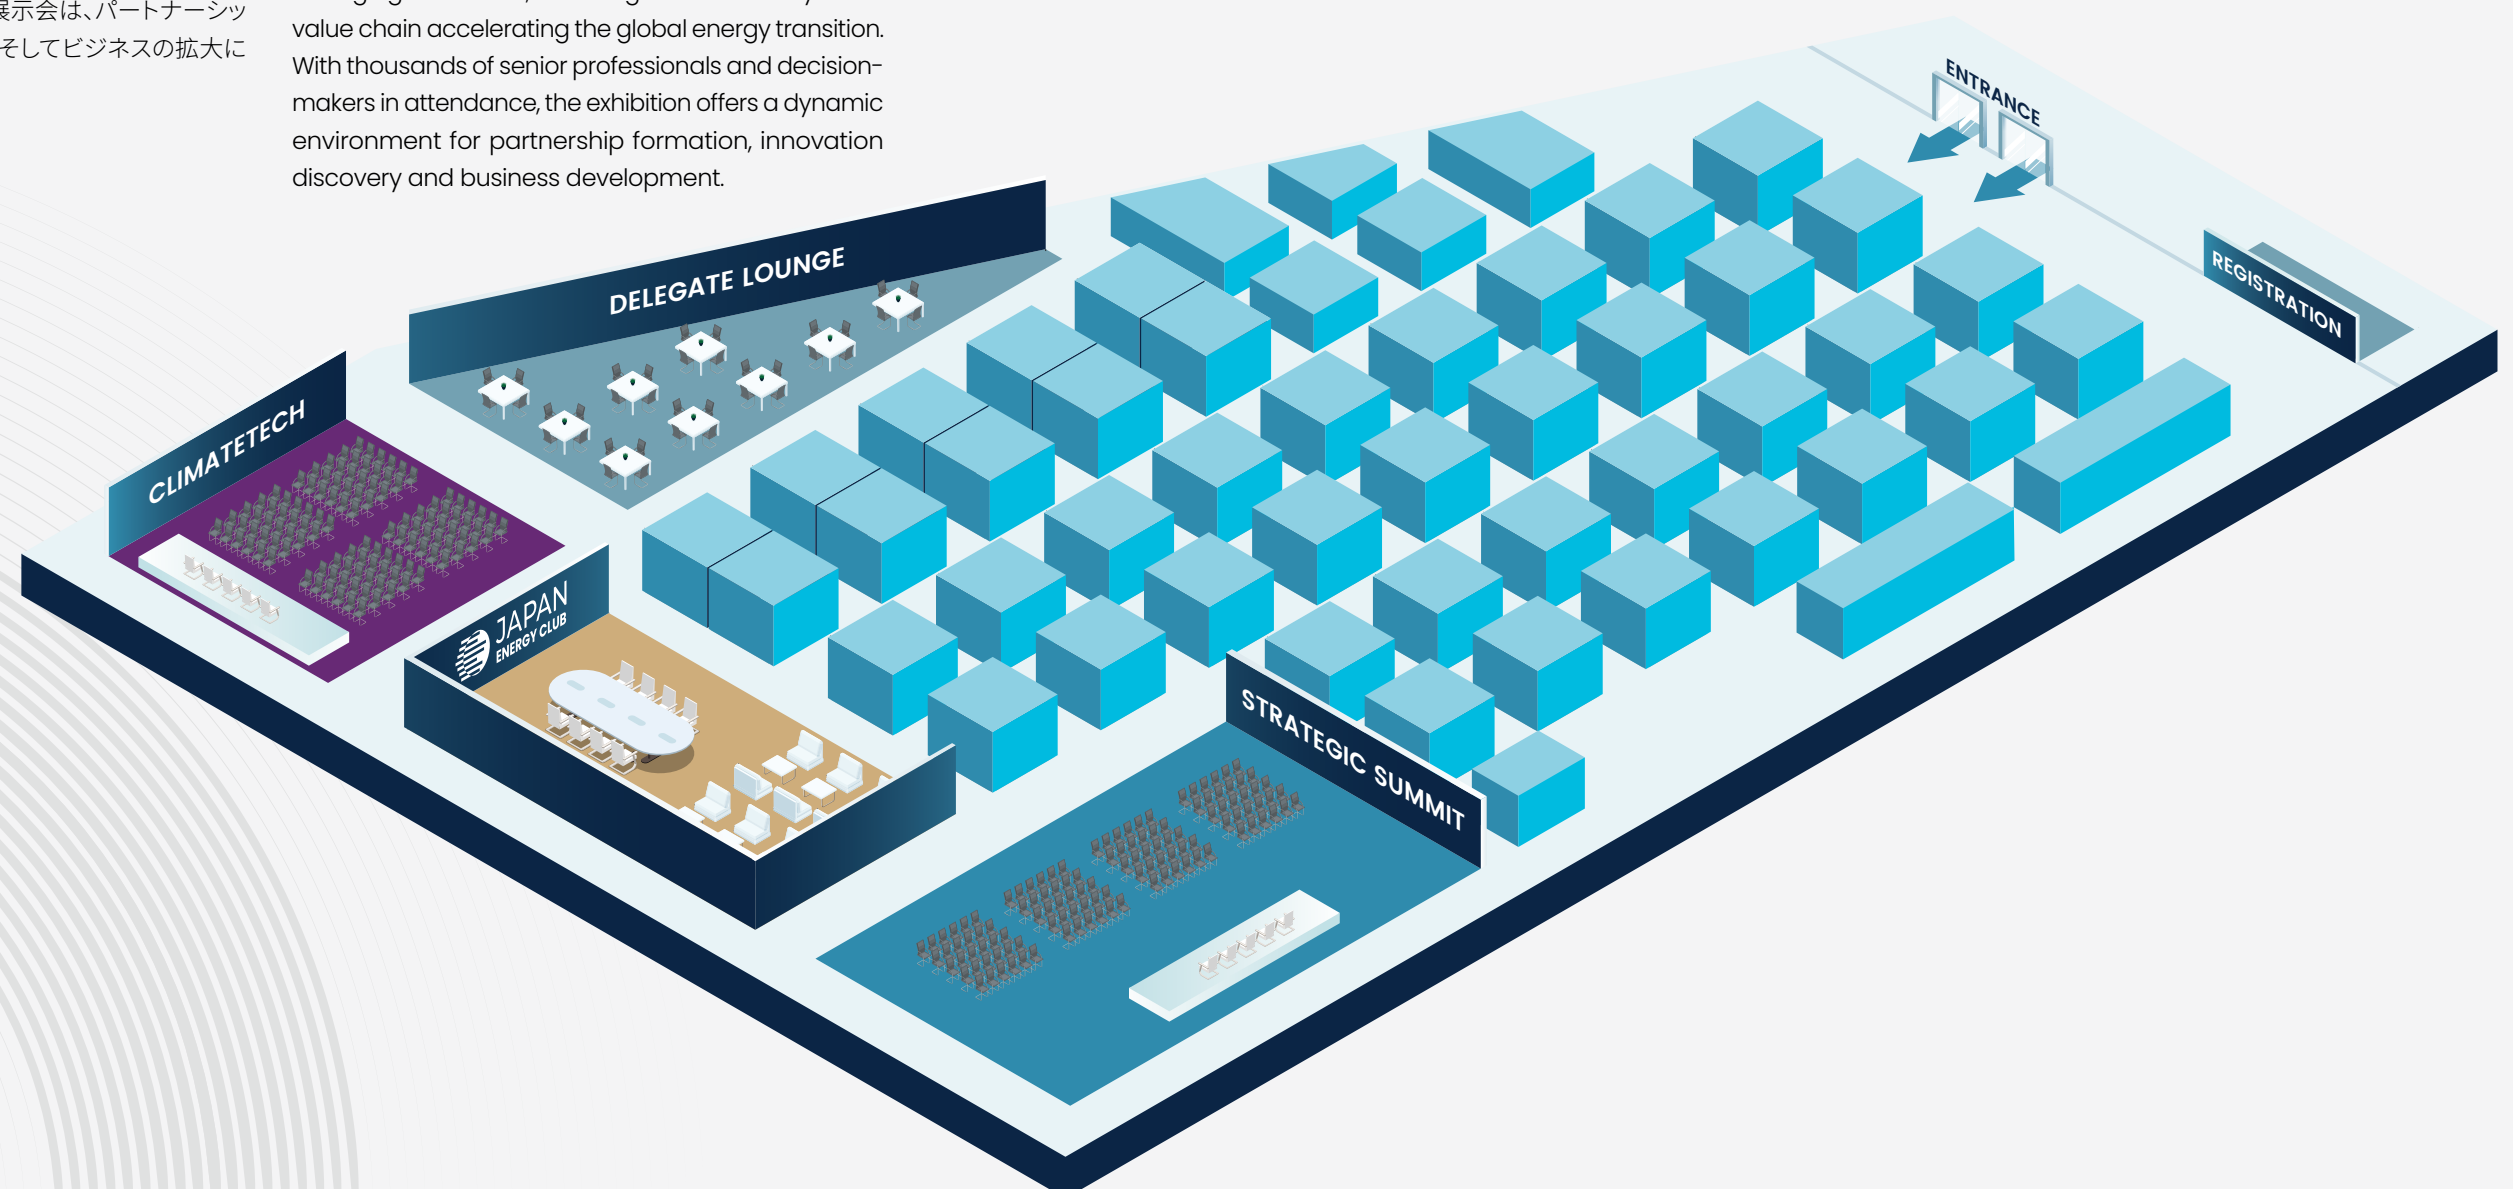 展示会は、パートナーシッ
そしてビジネスの拡大に
value chain accelerating the global energy transition.
With thousands of senior professionals and decision-
makers in attendance, the exhibition offers a dynamic
environment for partnership formation, innovation
discovery and business development.
ENTRANCE
REGISTRATION
DELEGATE LOUNGE
CLIMATETECH
JAPAN
ENERGY CLUB
STRATEGIC SUMMIT